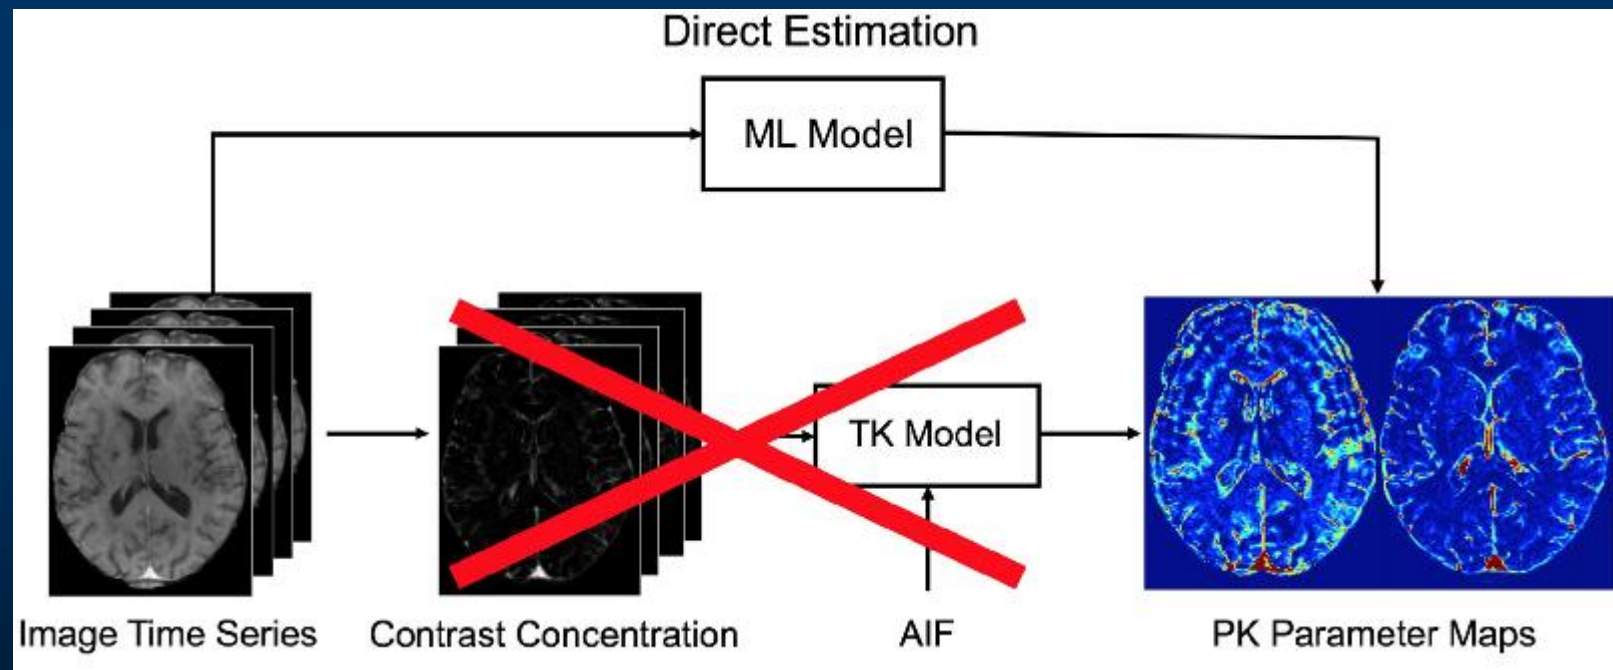 Direct Estimation
ML Model
TK Model
Image Time Series
Contrast Concentration
AIF
PK Parameter Maps